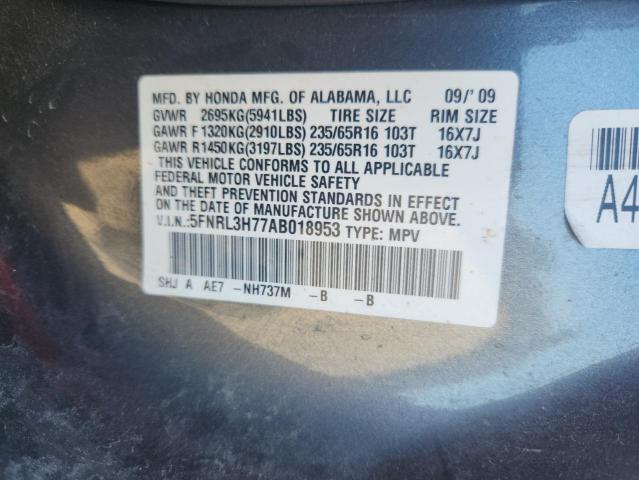 MFD. BY HONDA MFG. OF ALABAMA, LLC 09/'09
GVWR 2695KG(5941LBS) TIRE SIZE RIM SIZE
GAWR F 1320KG(2910LBS) 235/65R16 103T 16X7J
GAWR R 1450KG(3197LBS) 235/65R16 103T 16X7J
THIS VEHICLE CONFORMS TO ALL APPLICABLE
FEDERAL MOTOR VEHICLE SAFETY
AND THEFT PREVENTION STANDARDS IN EFFECT
ON THE DATE OF MANUFACTURE SHOWN ABOVE.
V.I.N.:5FNRL3H77AB018953 TYPE: MPV
SHJ A AE7 -NH737M -B -B
A4